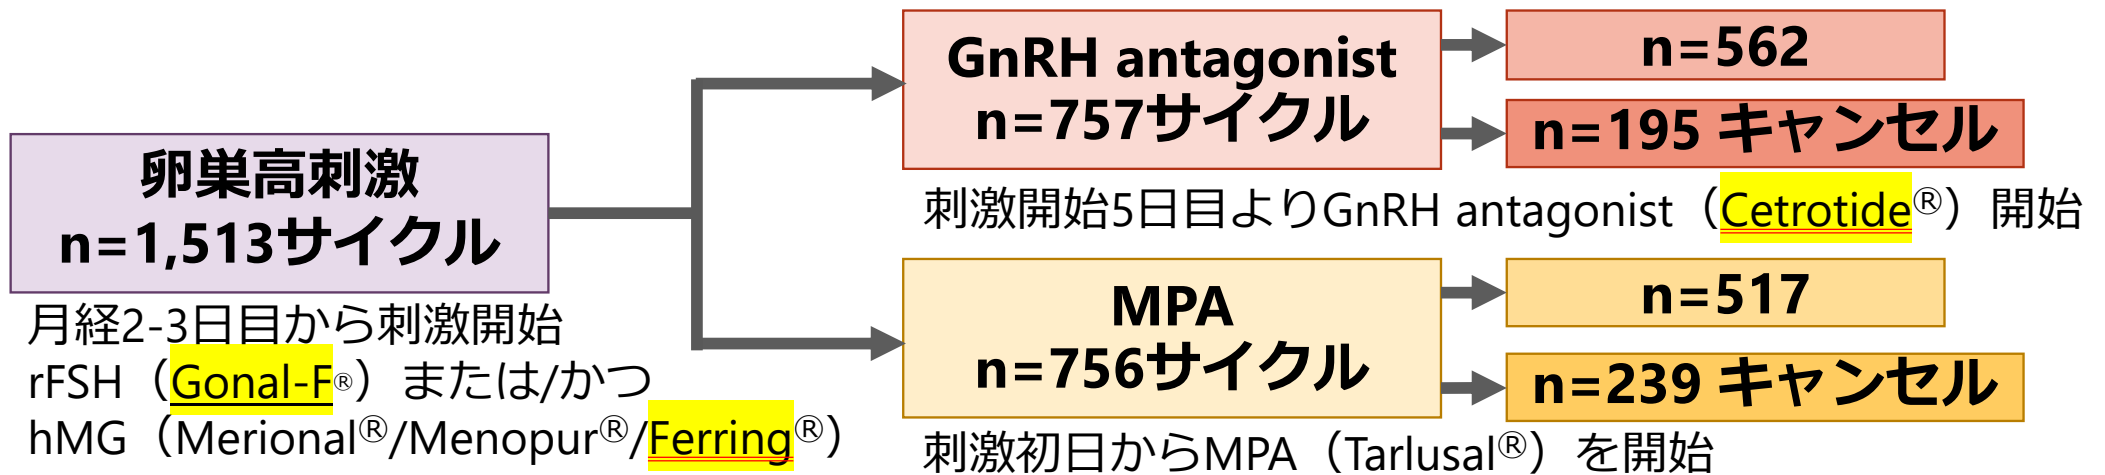 卵巣高刺激
n=1,513サイクル
月経2-3日目から刺激開始
rFSH（Gonal-F®）または/かつ
hMG（Merional®/Menopur®/Ferring®）
GnRH antagonist
n=757サイクル
n=562
n=195 キャンセル
刺激開始5日目よりGnRH antagonist（Cetrotide®）開始
MPA
n=756サイクル
n=517
n=239 キャンセル
刺激初日からMPA（Tarlusal®）を開始